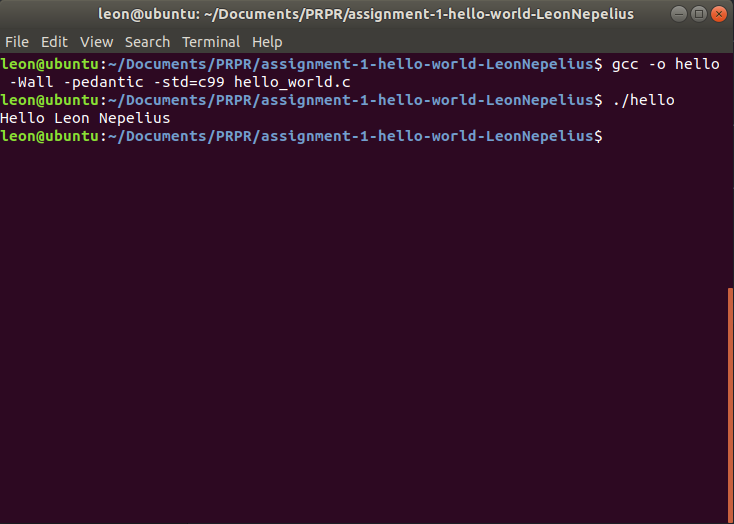 leon@ubuntu: ~/Documents/PRPR/assignment-1-hello-world-LeonNepelius
File Edit View Search Terminal Help
leon@ubuntu:~/Documents/PRPR/assignment-1-hello-world-LeonNepelius$ gcc -o hello
 -Wall -pedantic -std=c99 hello_world.c
leon@ubuntu:~/Documents/PRPR/assignment-1-hello-world-LeonNepelius$ ./hello
Hello Leon Nepelius
leon@ubuntu:~/Documents/PRPR/assignment-1-hello-world-LeonNepelius$